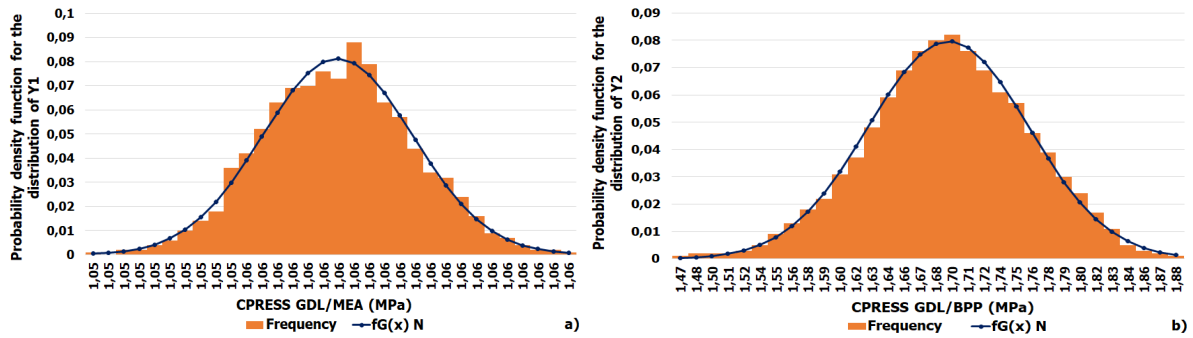 Probability density function for the
distribution of Y1
0,1
0,09
0,08
0,07
0,06
0,05
0,04
0,03
0,02
0,01
0
1,05 1,05 1,05 1,05 1,05 1,05 1,05 1,05 1,05 1,05 1,06 1,06 1,06 1,06 1,06 1,06 1,06 1,06 1,06 1,06 1,06 1,06 1,06 1,06 1,06 1,06 1,06 1,06 1,06 1,06 1,06 1,06
CPRESS GDL/MEA (MPa)
Frequency fG(x) N a)
Probability density function for the
distribution of Y2
0,09
0,08
0,07
0,06
0,05
0,04
0,03
0,02
0,01
0
1,47 1,48 1,50 1,51 1,52 1,54 1,55 1,56 1,58 1,59 1,60 1,62 1,63 1,64 1,66 1,67 1,68 1,70 1,71 1,72 1,74 1,75 1,76 1,78 1,79 1,80 1,82 1,83 1,84 1,86 1,87 1,88
CPRESS GDL/BPP (MPa)
Frequency fG(x) N b)